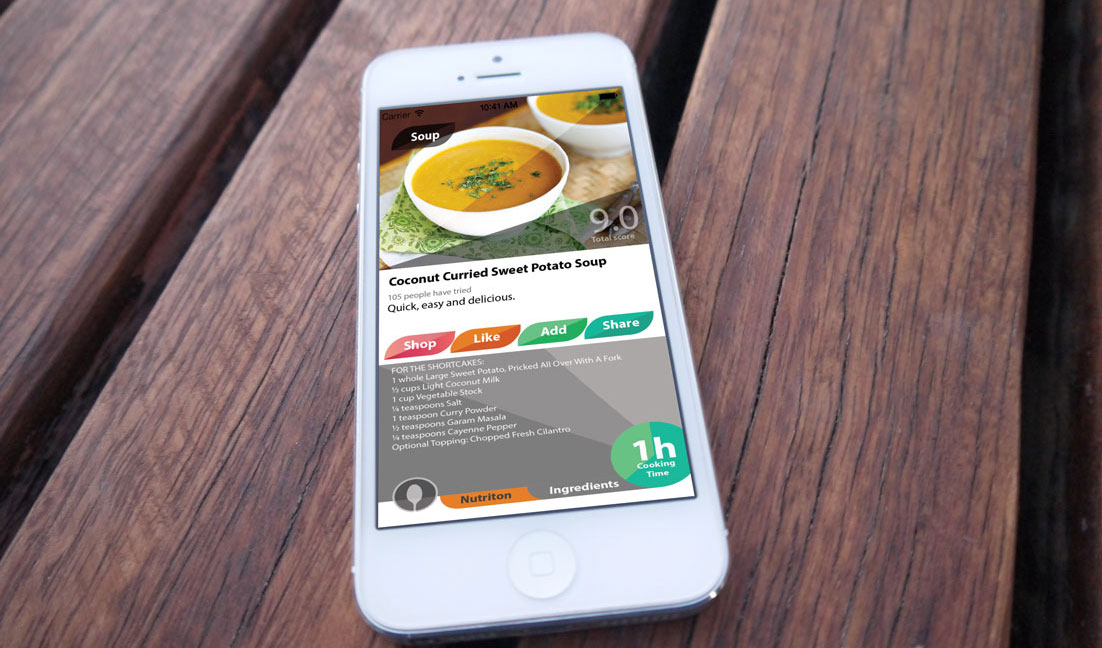 Carrier 10:41 AM
Soup
9.0
Total score
Coconut Curried Sweet Potato Soup
105 people have tried
Quick, easy and delicious.
Shop Like Add Share
FOR THE SHORTCAKES:
1 whole Large Sweet Potato, Pricked All Over With A Fork
½ cups Light Coconut Milk
1 cup Vegetable Stock
¼ teaspoons Salt
1 teaspoon Curry Powder
½ teaspoons Garam Masala
¼ teaspoons Cayenne Pepper
Optional Topping: Chopped Fresh Cilantro
1h
Cooking
Time
Nutriton Ingredients